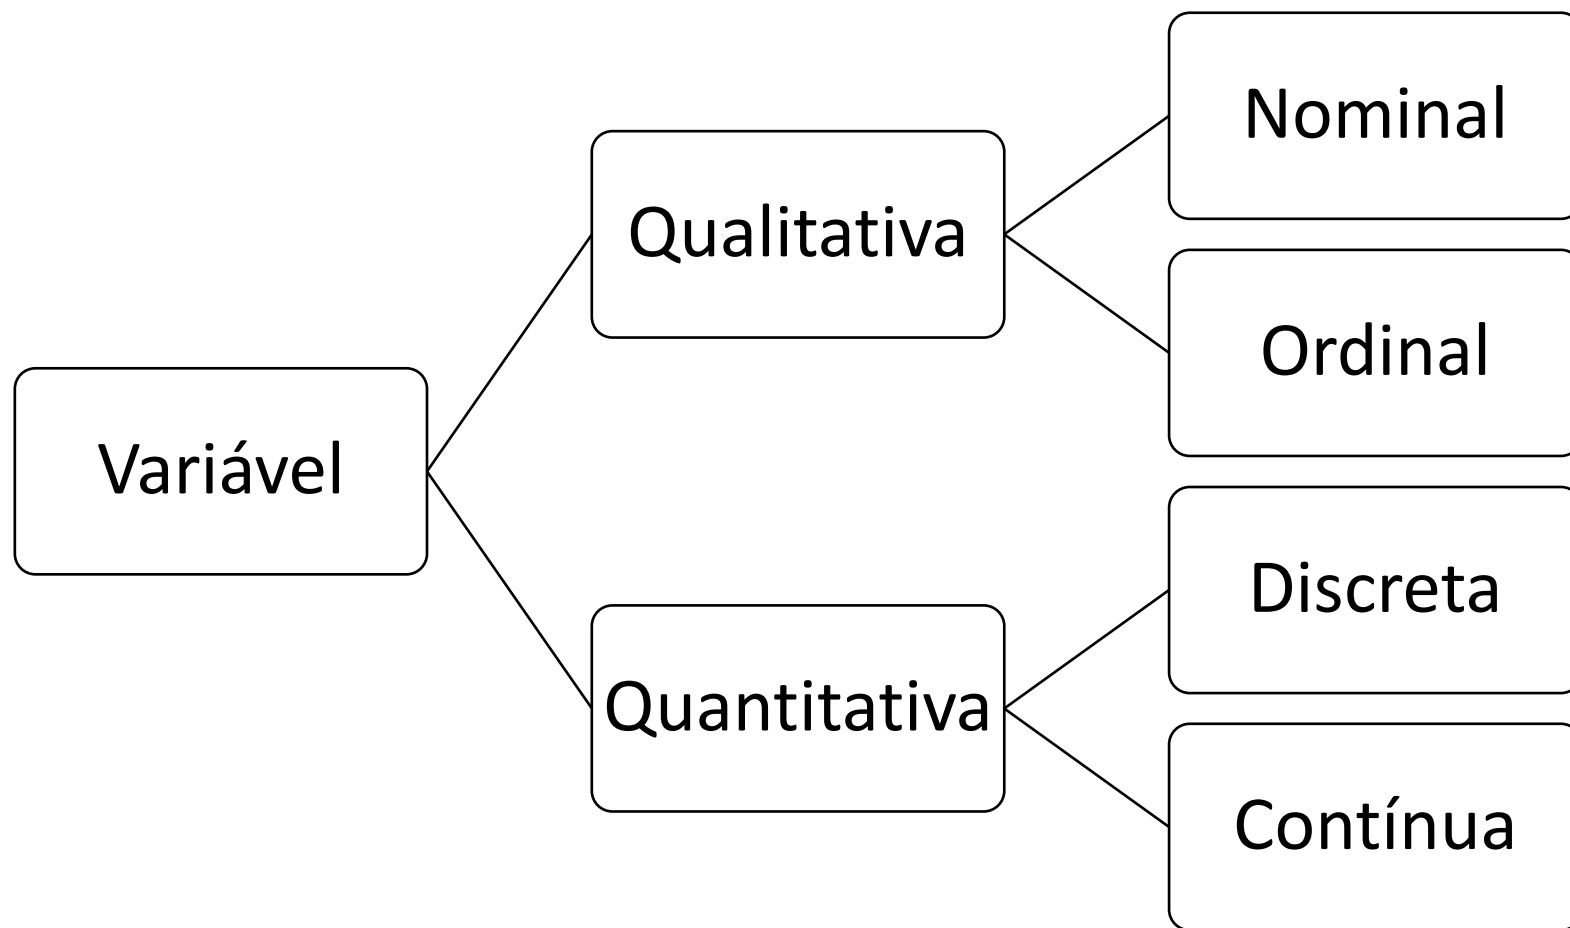 Variável
Qualitativa
Nominal
Ordinal
Quantitativa
Discreta
Contínua